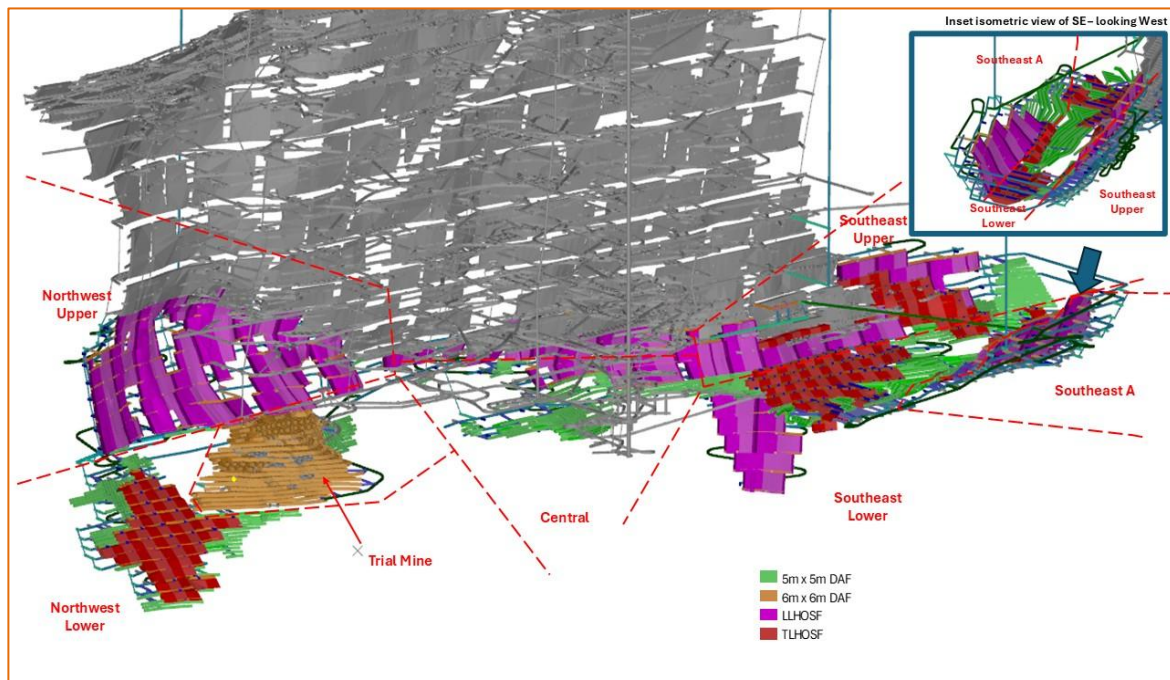 Inset isometric view of SE– looking West
Southeast A
Southeast
Upper
Southeast
Lower
Southeast
Upper
Northwest
Upper
Southeast A
Southeast
Lower
Central
Trial Mine
Northwest
Lower
5m x 5m DAF
6m x 6m DAF
LLHOSF
TLHOSF